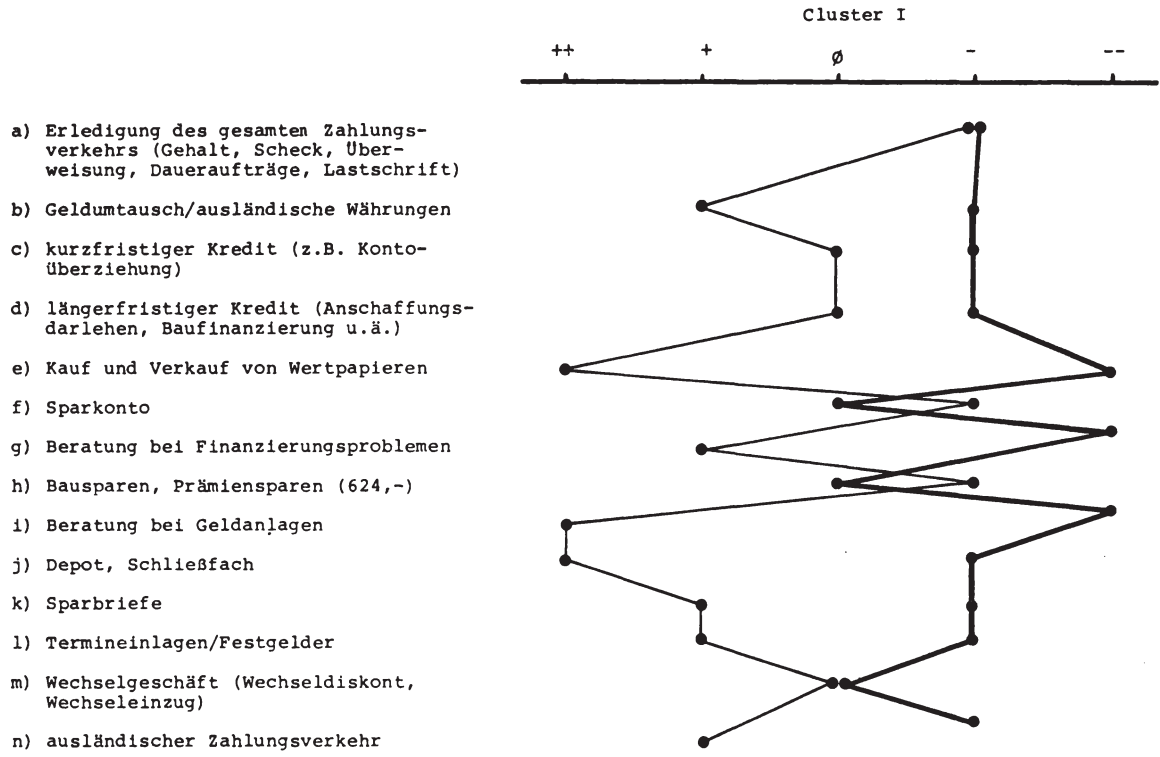 Cluster I
++ + Ø - --
a) Erledigung des gesamten Zahlungs-
verkehrs (Gehalt, Scheck, Über-
weisung, Daueraufträge, Lastschrift)
b) Geldumtausch/ausländische Währungen
c) kurzfristiger Kredit (z.B. Konto-
überziehung)
d) längerfristiger Kredit (Anschaffungs-
darlehen, Baufinanzierung u.ä.)
e) Kauf und Verkauf von Wertpapieren
f) Sparkonto
g) Beratung bei Finanzierungsproblemen
h) Bausparen, Prämiensparen (624,-)
i) Beratung bei Geldanlagen
j) Depot, Schließfach
k) Sparbriefe
l) Termineinlagen/Festgelder
m) Wechselgeschäft (Wechseldiskont,
Wechseleinzug)
n) ausländischer Zahlungsverkehr